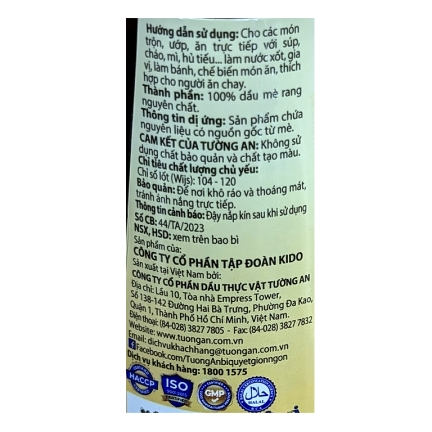 Hướng dẫn sử dụng: Cho các món
trộn, ướp, ăn trực tiếp với súp,
cháo, mì, hủ tiếu... làm nước xốt, gia
vị, làm bánh, chế biến món ăn, thích
hợp cho người ăn chay.
Thành phần: 100% dầu mè rang
nguyên chất.
Thông tin dị ứng: Sản phẩm chứa
nguyên liệu có nguồn gốc từ mè.
CAM KẾT CỦA TƯỜNG AN: Không sử
dụng chất bảo quản và chất tạo màu.
Chỉ tiêu chất lượng chủ yếu:
Chỉ số Iốt (Wijs): 104 - 120
Bảo quản: Để nơi khô ráo và thoáng mát,
tránh ánh nắng trực tiếp.
Thông tin cảnh báo: Đậy nắp kín sau khi sử dụng
Số CB: 44/TA/2023
NSX, HSD: xem trên bao bì
Sản phẩm của:
CÔNG TY CỔ PHẦN TẬP ĐOÀN KIDO
Sản xuất tại Việt Nam bởi:
CÔNG TY CỔ PHẦN DẦU THỰC VẬT TƯỜNG AN
Địa chỉ: Lầu 10, Tòa nhà Empress Tower,
Số 138-142 Đường Hai Bà Trưng, Phường Đa Kao,
Quận 1, Thành Phố Hồ Chí Minh, Việt Nam.
Điện thoại: (84-028) 3827 7805 - Fax: (84-028) 3827 7832
Website: www.tuongan.com.vn
Email: dichvukhachhang@tuongan.com.vn
Facebook.com/TuongAnbiquyetgionngon
Dịch vụ khách hàng: 1800 1575
HACCP
ISO
GMP
HALAL